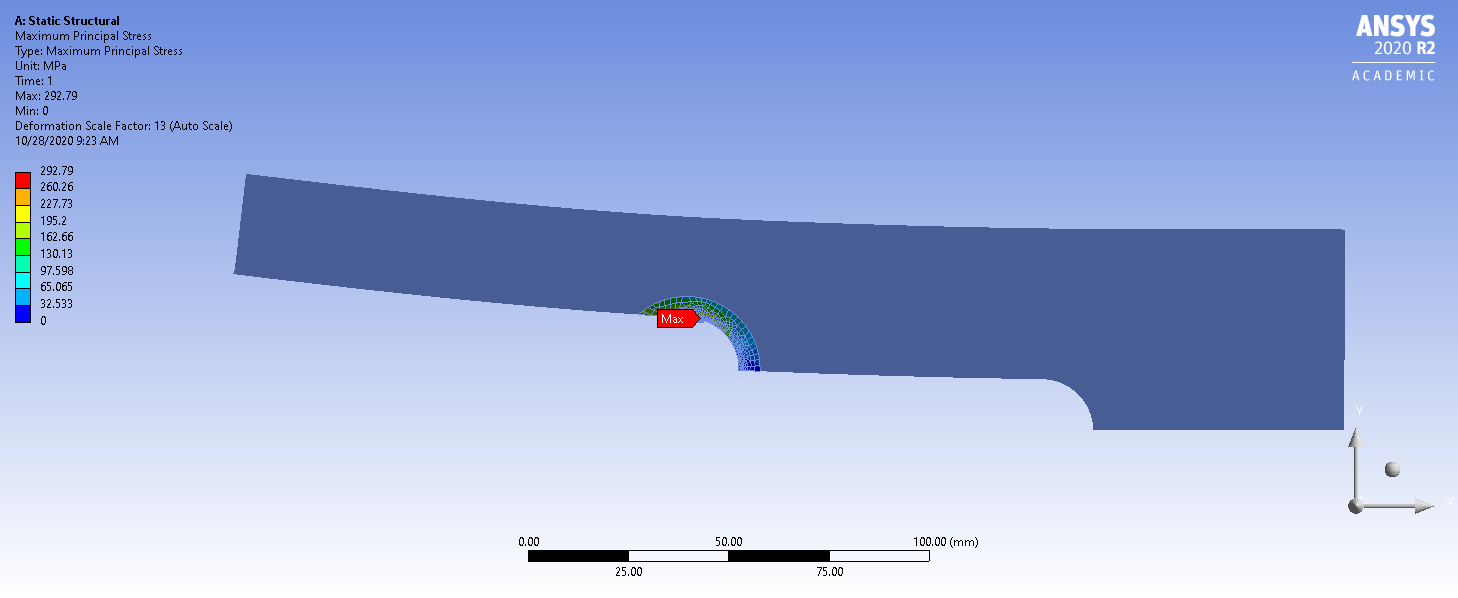 A: Static Structural
Maximum Principal Stress
Type: Maximum Principal Stress
Unit: MPa
Time: 1
Max: 292.79
Min: 0
Deformation Scale Factor: 13 (Auto Scale)
10/28/2020 9:23 AM
ANSYS
2020 R2
ACADEMIC
292.79
260.26
227.73
195.2
162.66
130.13
97.598
65.065
32.533
0
Max
Y
X
0.00 50.00 100.00 (mm)
25.00 75.00